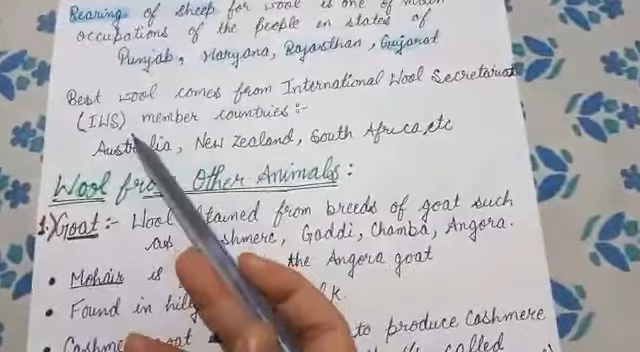 Rearing of sheep for wool is one of main
occupations of the people in states of
Punjab, Haryana, Rajasthan, Gujarat
Best wool comes from International Wool Secretariat
(IWS) member countries:-
Australia, New Zealand, South Africa, etc
Wool from Other Animals:
1.) Goat:- Wool obtained from breeds of goat such
as Cashmere, Gaddi, Chamba, Angora.
• Mohair is the Angora goat
• Found in hilly J & K.
• Cashmere goat to produce Cashmere
called